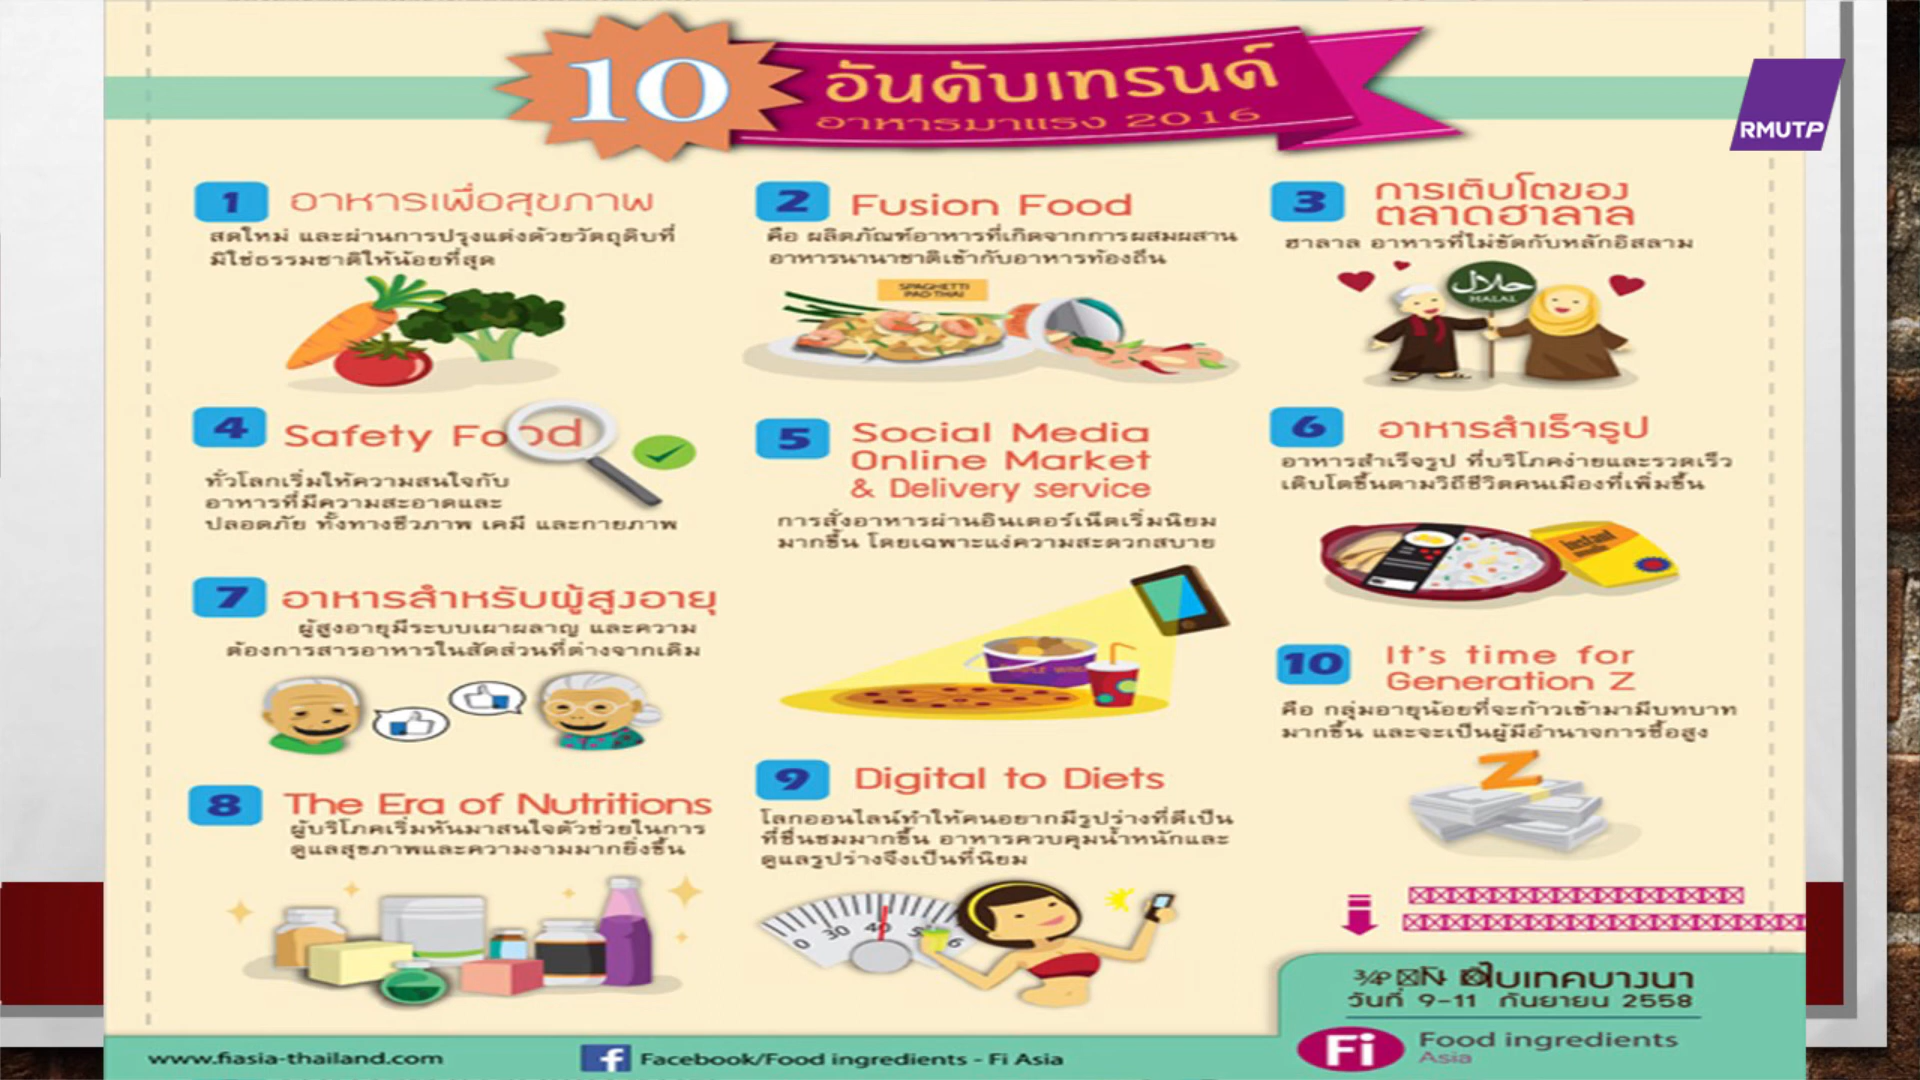 10
อันดับเทรนด์
อาหารมาแรง 2016
RMUTP
1 อาหารเพื่อสุขภาพ
สดใหม่ และผ่านการปรุงแต่งด้วยวัตถุดิบที่
มิใช่ธรรมชาติให้น้อยที่สุด
2 Fusion Food
คือ ผลิตภัณฑ์อาหารที่เกิดจากการผสมผสาน
อาหารนานาชาติเข้ากับอาหารท้องถิ่น
SPAGHETTI
PAD THAI
3 การเติบโตของ
ตลาดฮาลาล
ฮาลาล อาหารที่ไม่ขัดกับหลักอิสลาม
حلال
HALAL
4 Safety Food
ทั่วโลกเริ่มให้ความสนใจกับ
อาหารที่มีความสะอาดและ
ปลอดภัย ทั้งทางชีวภาพ เคมี และกายภาพ
5 Social Media
Online Market
& Delivery service
การสั่งอาหารผ่านอินเตอร์เน็ตเริ่มนิยม
มากขึ้น โดยเฉพาะแง่ความสะดวกสบาย
6 อาหารสำเร็จรูป
อาหารสำเร็จรูป ที่บริโภคง่ายและรวดเร็ว
เติบโตขึ้นตามวิถีชีวิตคนเมืองที่เพิ่มขึ้น
7 อาหารสำหรับผู้สูงอายุ
ผู้สูงอายุมีระบบเผาผลาญ และความ
ต้องการสารอาหารในสัดส่วนที่ต่างจากเดิม
8 The Era of Nutritions
ผู้บริโภคเริ่มหันมาสนใจตัวช่วยในการ
ดูแลสุขภาพและความงามมากยิ่งขึ้น
9 Digital to Diets
โลกออนไลน์ทำให้คนอยากมีรูปร่างที่ดีเป็น
ที่ชื่นชมมากขึ้น อาหารควบคุมน้ำหนักและ
ดูแลรูปร่างจึงเป็นที่นิยม
0 30 40
10 It's time for
Generation Z
คือ กลุ่มอายุน้อยที่จะก้าวเข้ามามีบทบาท
มากขึ้น และจะเป็นผู้มีอำนาจการซื้อสูง
Z
ไบเทคบางนา
วันที่ 9-11 กันยายน 2558
Fi Food ingredients
Asia
www.fiasia-thailand.com
f Facebook/Food ingredients - Fi Asia